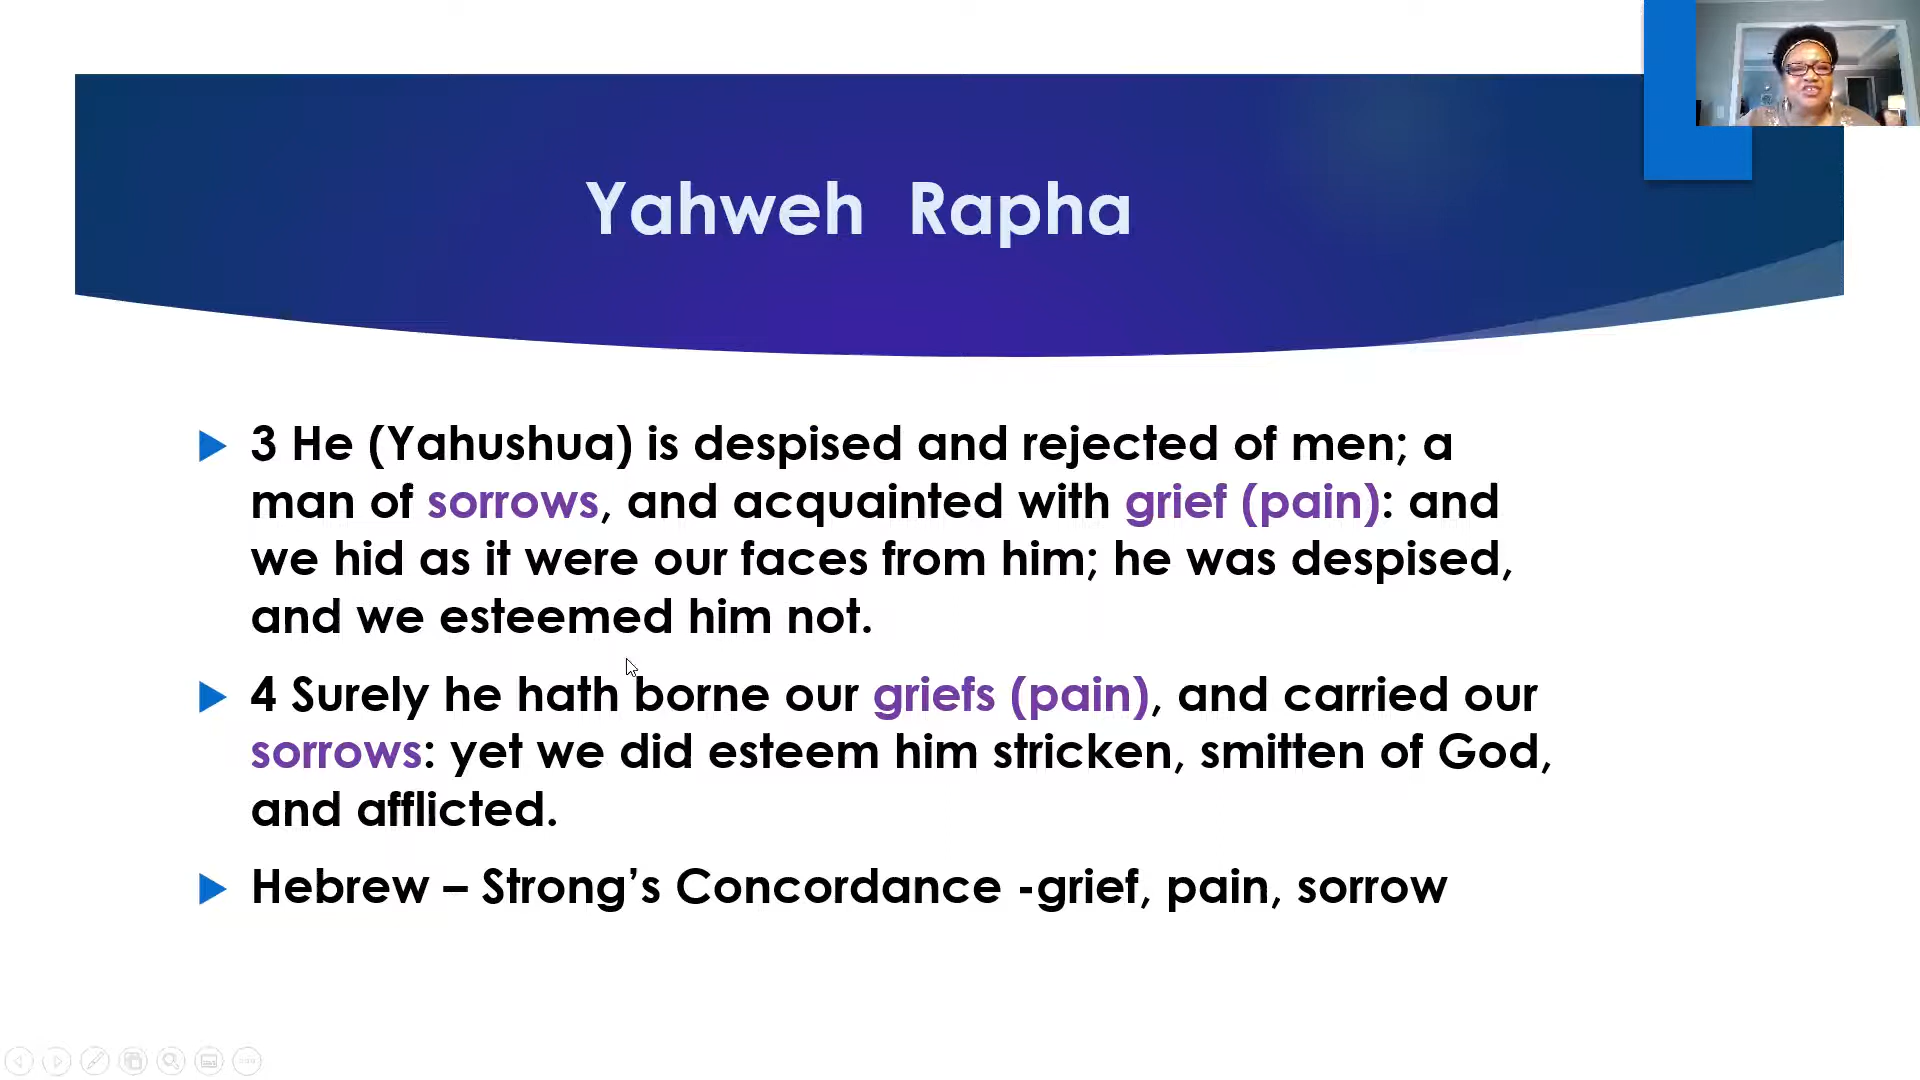 Yahweh Rapha
3 He (Yahushua) is despised and rejected of men; a
man of sorrows, and acquainted with grief (pain): and
we hid as it were our faces from him; he was despised,
and we esteemed him not.
4 Surely he hath borne our griefs (pain), and carried our
sorrows: yet we did esteem him stricken, smitten of God,
and afflicted.
Hebrew – Strong’s Concordance -grief, pain, sorrow